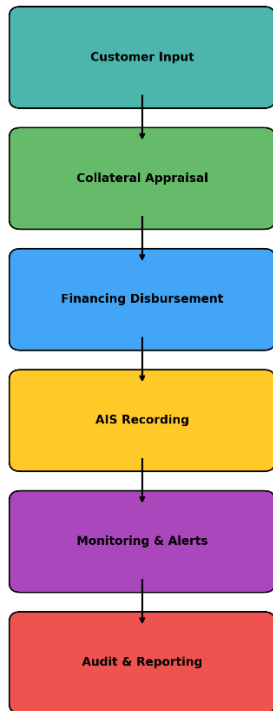 Customer Input
Collateral Appraisal
Financing Disbursement
AIS Recording
Monitoring & Alerts
Audit & Reporting